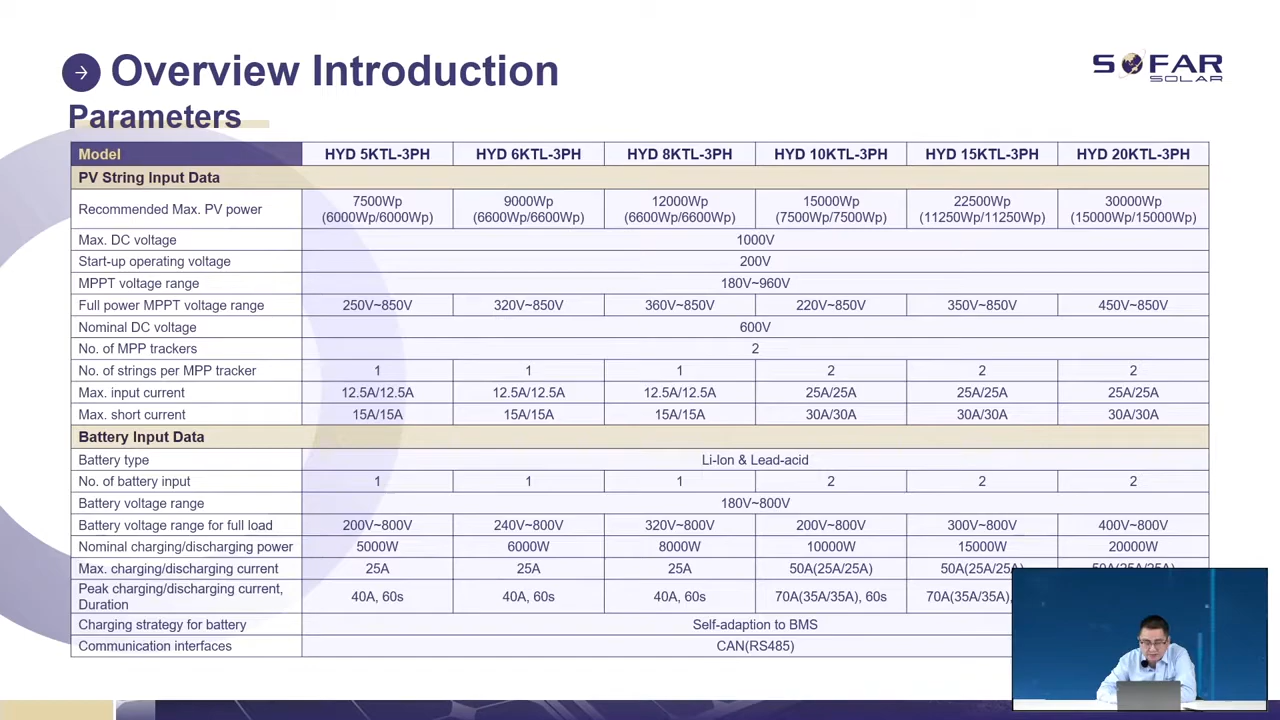 Overview Introduction
SOFAR
SOLAR
Parameters
Model HYD 5KTL-3PH HYD 6KTL-3PH HYD 8KTL-3PH HYD 10KTL-3PH HYD 15KTL-3PH HYD 20KTL-3PH
PV String Input Data
Recommended Max. PV power 7500Wp (6000Wp/6000Wp) 9000Wp (6600Wp/6600Wp) 12000Wp (6600Wp/6600Wp) 15000Wp (7500Wp/7500Wp) 22500Wp (11250Wp/11250Wp) 30000Wp (15000Wp/15000Wp)
Max. DC voltage 1000V
Start-up operating voltage 200V
MPPT voltage range 180V~960V
Full power MPPT voltage range 250V~850V 320V~850V 360V~850V 220V~850V 350V~850V 450V~850V
Nominal DC voltage 600V
No. of MPP trackers 2
No. of strings per MPP tracker 1 1 1 2 2 2
Max. input current 12.5A/12.5A 12.5A/12.5A 12.5A/12.5A 25A/25A 25A/25A 25A/25A
Max. short current 15A/15A 15A/15A 15A/15A 30A/30A 30A/30A 30A/30A
Battery Input Data
Battery type Li-Ion & Lead-acid
No. of battery input 1 1 1 2 2 2
Battery voltage range 180V~800V
Battery voltage range for full load 200V~800V 240V~800V 320V~800V 200V~800V 300V~800V 400V~800V
Nominal charging/discharging power 5000W 6000W 8000W 10000W 15000W 20000W
Max. charging/discharging current 25A 25A 25A 50A(25A/25A) 50A(25A/25A)
Peak charging/discharging current, Duration 40A, 60s 40A, 60s 40A, 60s 70A(35A/35A), 60s 70A(35A/35A),
Charging strategy for battery Self-adaption to BMS
Communication interfaces CAN(RS485)